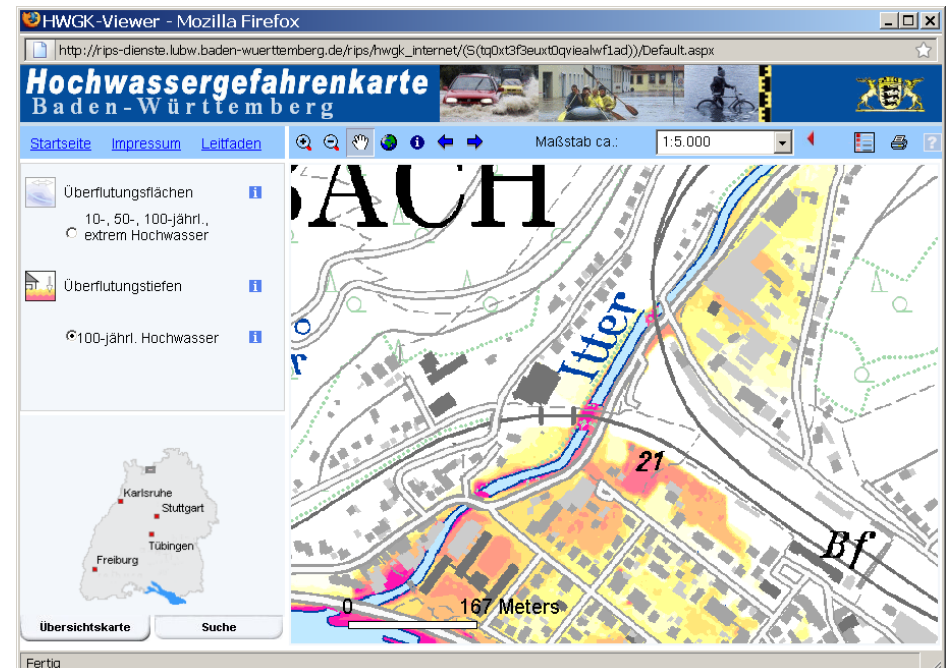 HWGK-Viewer - Mozilla Firefox
http://rips-dienste.lubw.baden-wuerttemberg.de/rips/hwgk_internet/(S(tq0xt3f3euxt0qviealwf1ad))/Default.aspx
Hochwassergefahrenkarte
Baden-Württemberg
Startseite Impressum Leitfaden
Maßstab ca.: 1:5.000
Überflutungsflächen
10-, 50-, 100-jährl.,
extrem Hochwasser
Überflutungstiefen
100-jährl. Hochwasser
BACH
Itter
21
Bf
0 167 Meters
Karlsruhe
Stuttgart
Tübingen
Freiburg
Übersichtskarte Suche
Fertig